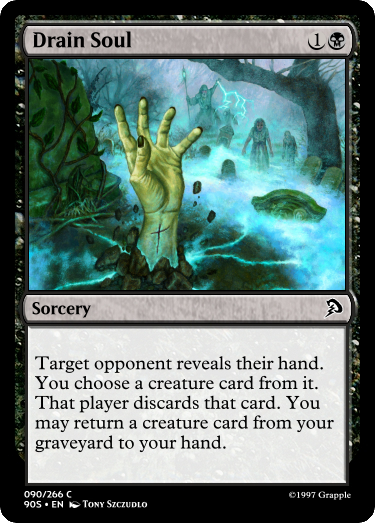 Drain Soul 1
Sorcery
Target opponent reveals their hand.
You choose a creature card from it.
That player discards that card. You
may return a creature card from your
graveyard to your hand.
090/266 C
90S • EN Tony Szczudlo
©1997 Grapple